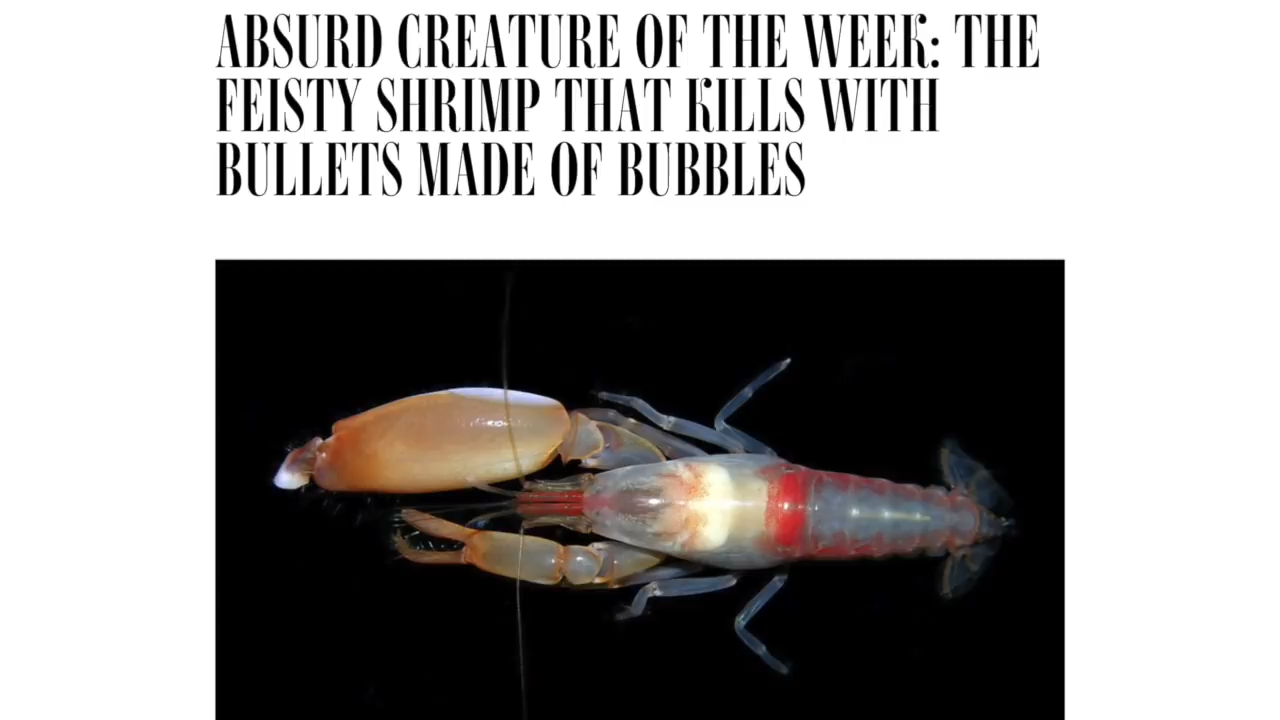 ABSURD CREATURE OF THE WEEK: THE
FEISTY SHRIMP THAT KILLS WITH
BULLETS MADE OF BUBBLES